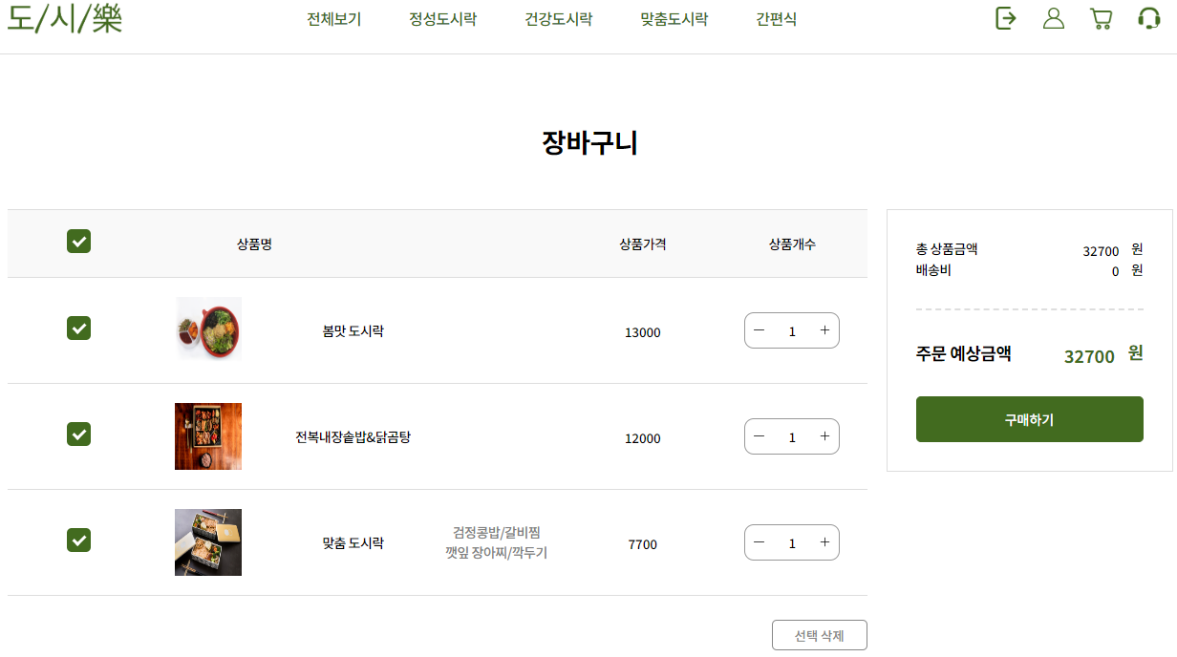 도/시/樂
전체보기 정성도시락 건강도시락 맞춤도시락 간편식
장바구니
상품명 상품가격 상품개수
봄맛 도시락 13000 − 1 +
전복내장솥밥&닭곰탕 12000 − 1 +
맞춤 도시락 검정콩밥/갈비찜 7700 − 1 +
깻잎 장아찌/깍두기
선택 삭제
총 상품금액 32700 원
배송비 0 원
주문 예상금액 32700 원
구매하기